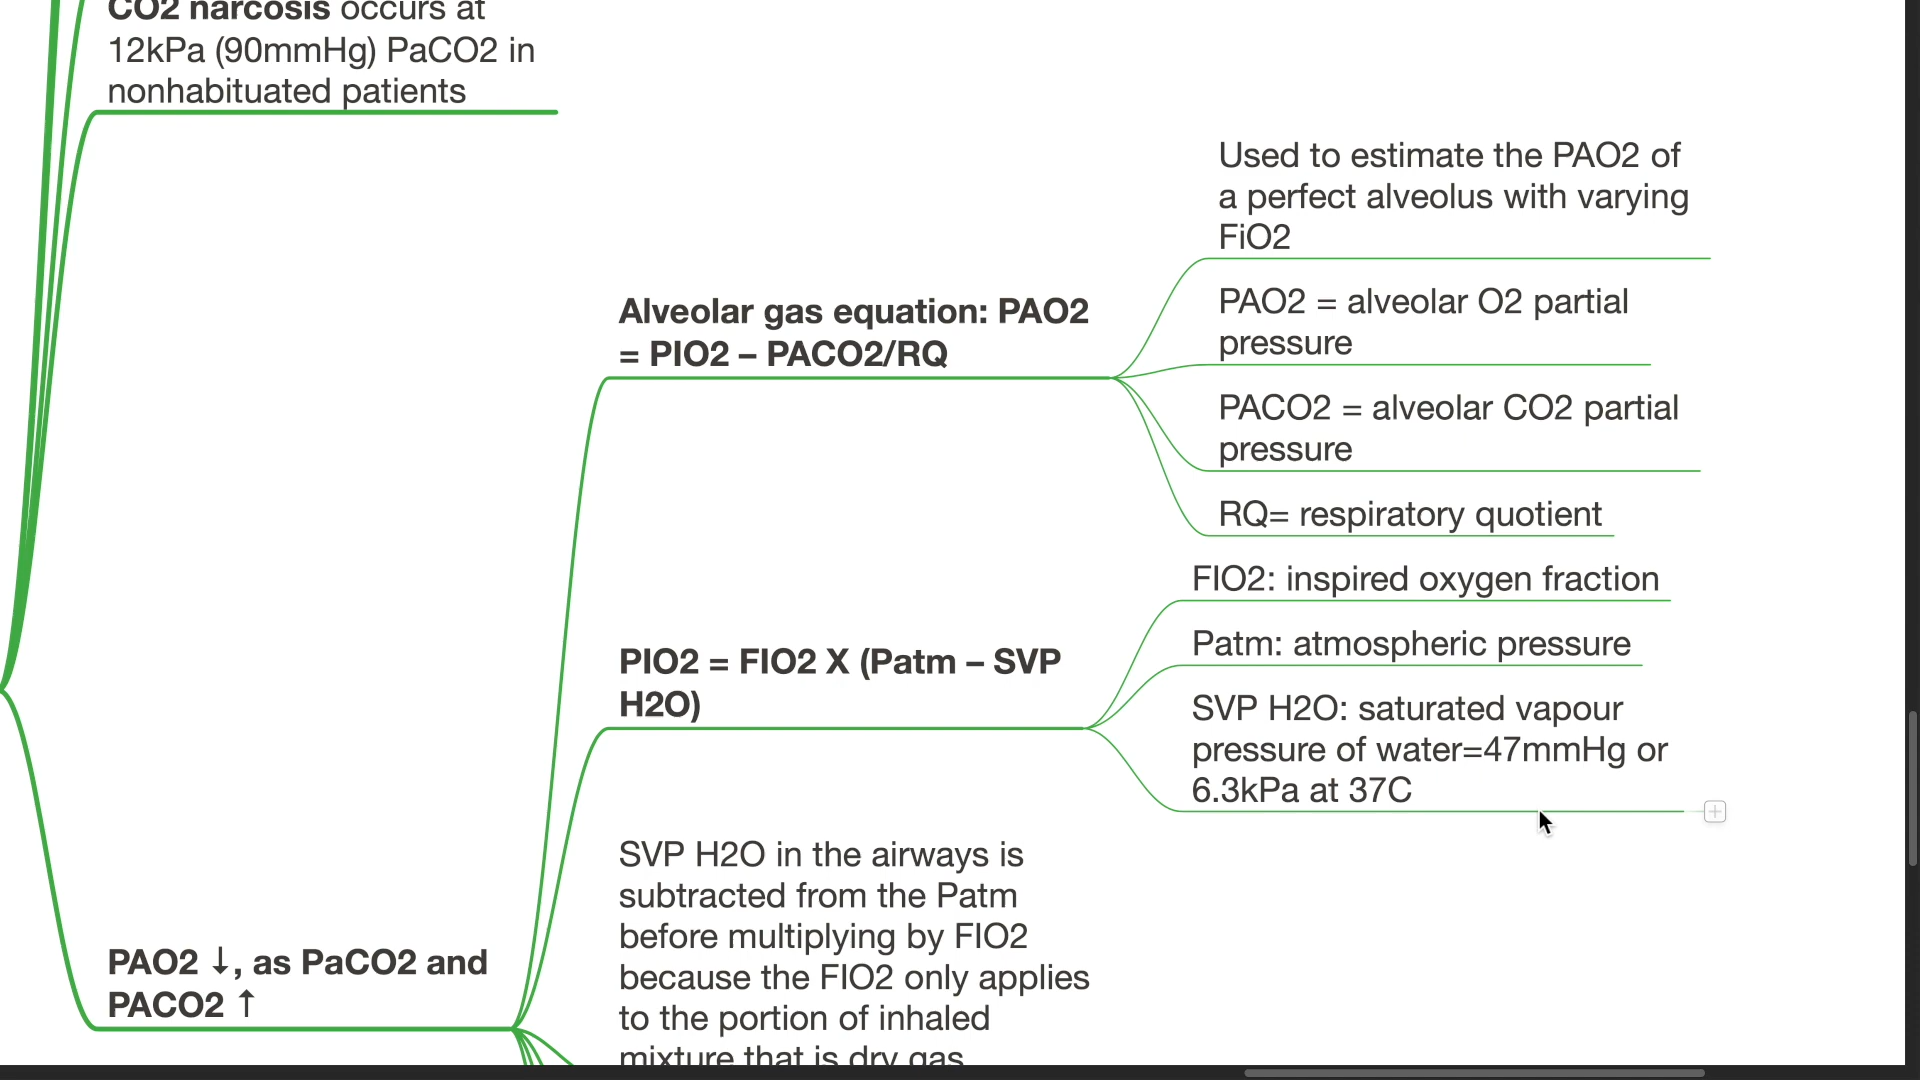 CO2 narcosis occurs at
12kPa (90mmHg) PaCO2 in
nonhabituated patients
Used to estimate the PAO2 of
a perfect alveolus with varying
FiO2
Alveolar gas equation: PAO2
= PIO2 – PACO2/RQ
PAO2 = alveolar O2 partial
pressure
PACO2 = alveolar CO2 partial
pressure
RQ= respiratory quotient
FIO2: inspired oxygen fraction
Patm: atmospheric pressure
PIO2 = FIO2 X (Patm – SVP
H2O)
SVP H2O: saturated vapour
pressure of water=47mmHg or
6.3kPa at 37C
SVP H2O in the airways is
subtracted from the Patm
before multiplying by FIO2
because the FIO2 only applies
to the portion of inhaled
mixture that is dry gas
PAO2 ↓, as PaCO2 and
PACO2 ↑